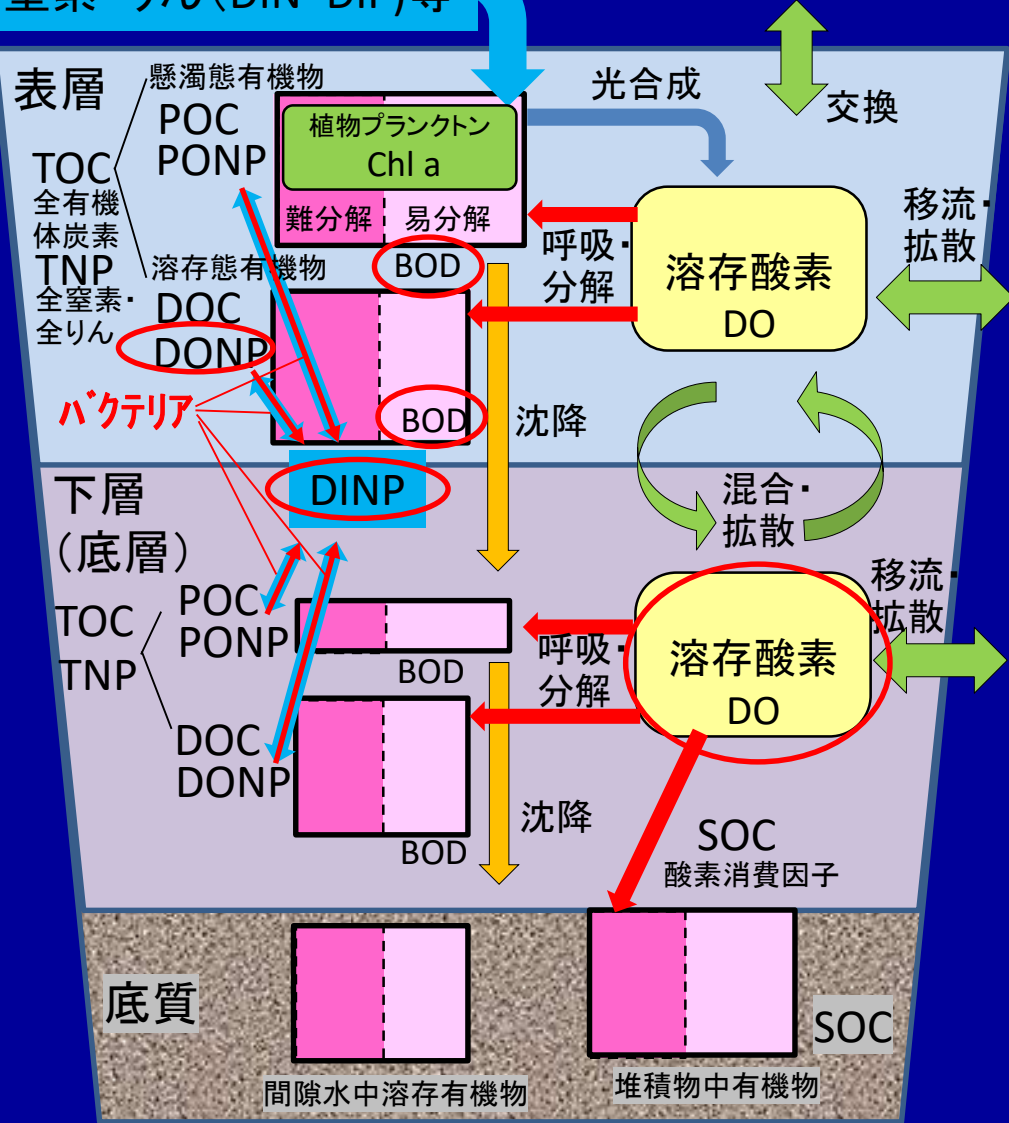 りん(DIN DIP)等
表層
懸濁態有機物
POC
PONP
TOC
全有機
体炭素
TNP
全窒素・
全りん
溶存態有機物
DOC
DONP
バクテリア
植物プランクトン
Chl a
難分解
易分解
BOD
BOD
光合成
交換
呼吸・
分解
溶存酸素
DO
移流・
拡散
沈降
混合・
拡散
DINP
下層
(底層)
TOC
TNP
POC
PONP
DOC
DONP
BOD
BOD
呼吸・
分解
溶存酸素
DO
移流・
拡散
沈降
SOC
酸素消費因子
底質
間隙水中溶存有機物
堆積物中有機物
SOC